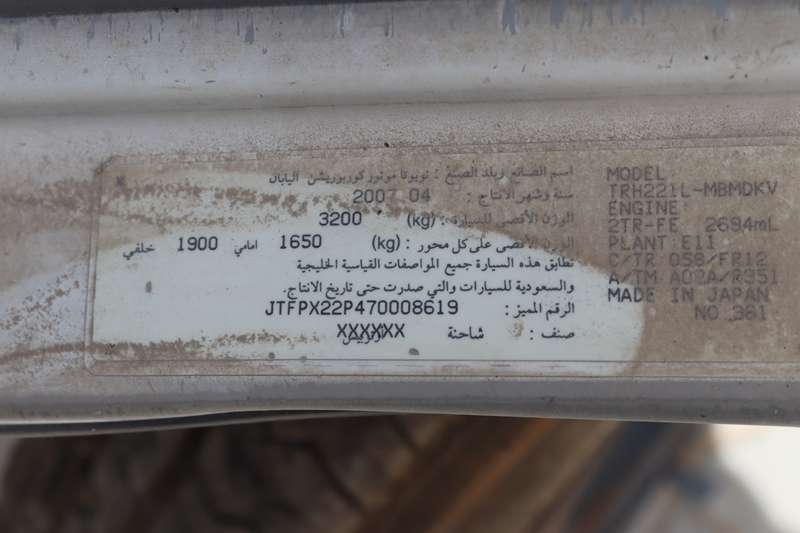 اسم الصانع وبلد الصنع : تويوتا موتور كوربوريشن اليابان
سنة وشهر الانتاج : 2007 04
الوزن الأقصى للسيارة : (kg) 3200
الوزن الأقصى على كل محور : (kg) 1650 امامي 1900 خلفي
تطابق هذه السيارة جميع المواصفات القياسية الخليجية
والسعودية للسيارات والتي صدرت حتى تاريخ الانتاج.
الرقم المميز : JTFPX22P470008619
صنف : شاحنة XXXXXX
MODEL
TRH221L-MBMDKV
ENGINE
2TR-FE 2694mL
PLANT E11
C/TR 058/FR12
A/TM A02A/R351
MADE IN JAPAN
NO.361